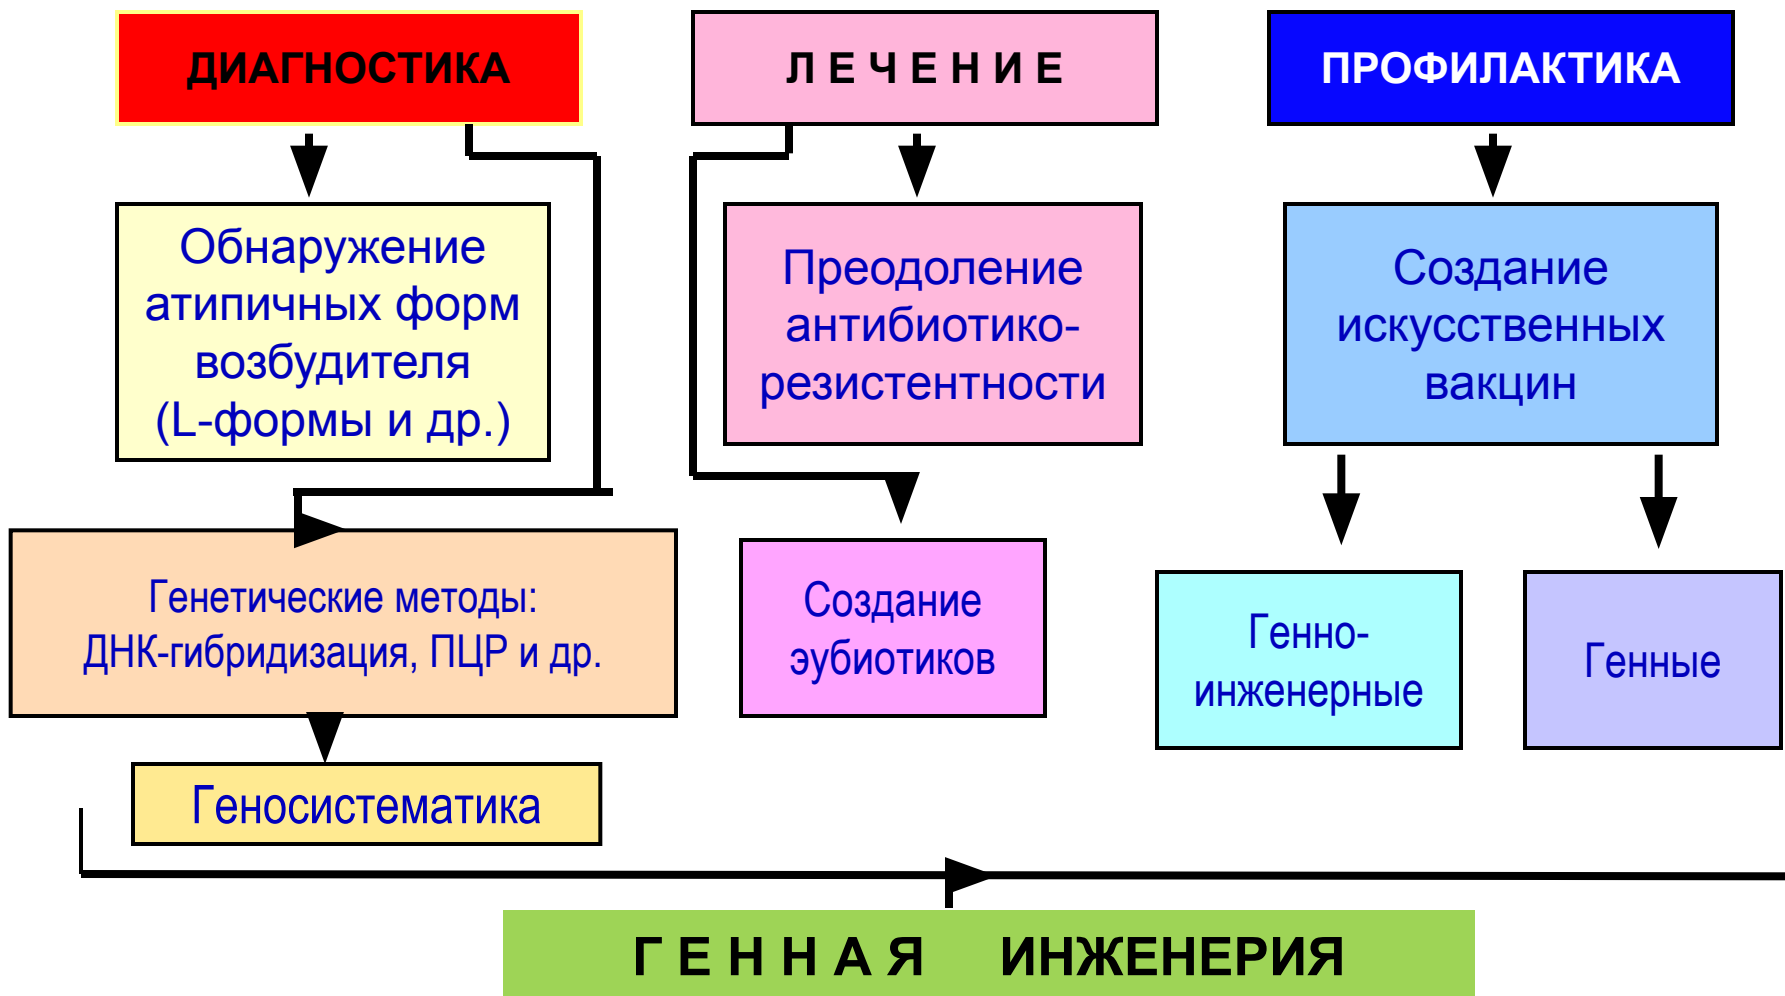 ДИАГНОСТИКА
Л Е Ч Е Н И Е
ПРОФИЛАКТИКА
Обнаружение
атипичных форм
возбудителя
(L-формы и др.)
Преодоление
антибиотико-
резистентности
Создание
искусственных
вакцин
Генетические методы:
ДНК-гибридизация, ПЦР и др.
Создание
эубиотиков
Генно-
инженерные
Генные
Геносистематика
Г Е Н Н А Я ИНЖЕНЕРИЯ